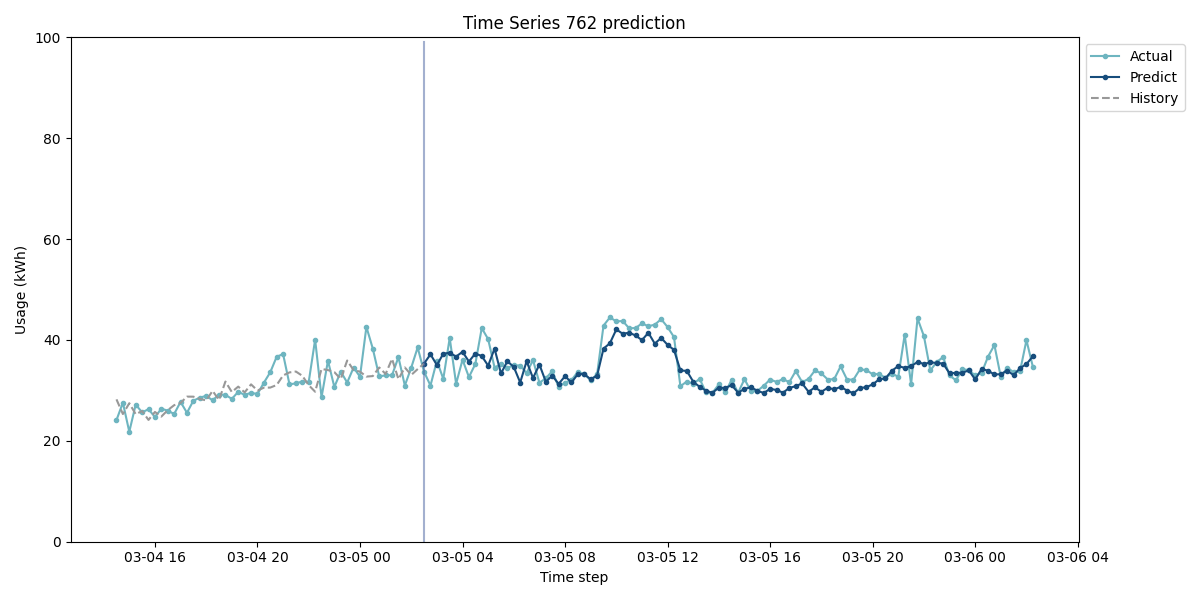 Time Series 762 prediction
100
80
60
40
20
0
Usage (kWh)
03-04 16
03-04 20
03-05 00
03-05 04
03-05 08
03-05 12
03-05 16
03-05 20
03-06 00
03-06 04
Time step
Actual
Predict
History